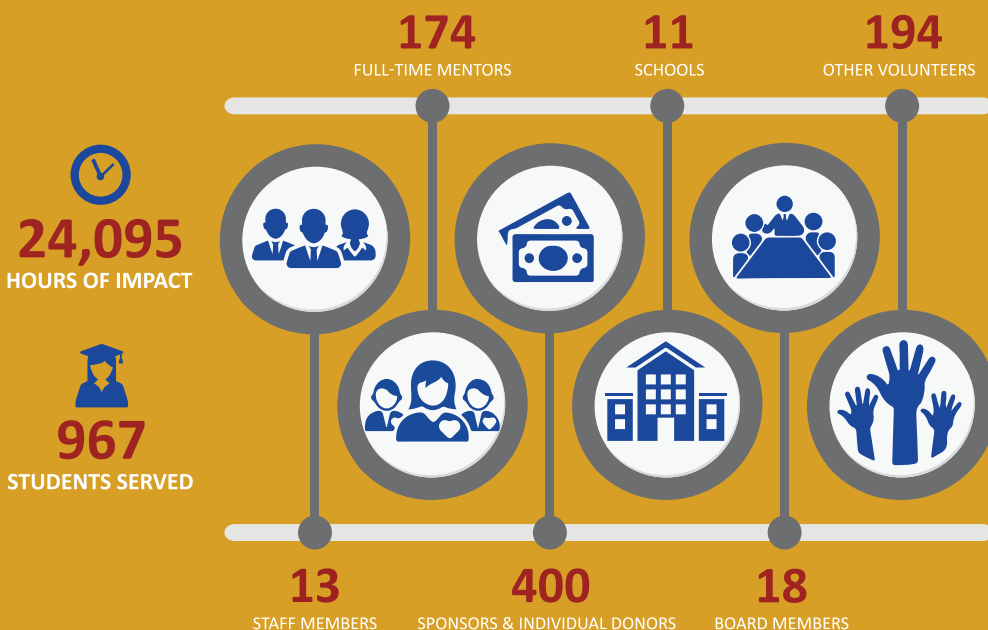 174
FULL-TIME MENTORS
11
SCHOOLS
194
OTHER VOLUNTEERS
24,095
HOURS OF IMPACT
967
STUDENTS SERVED
13
STAFF MEMBERS
400
SPONSORS & INDIVIDUAL DONORS
18
BOARD MEMBERS